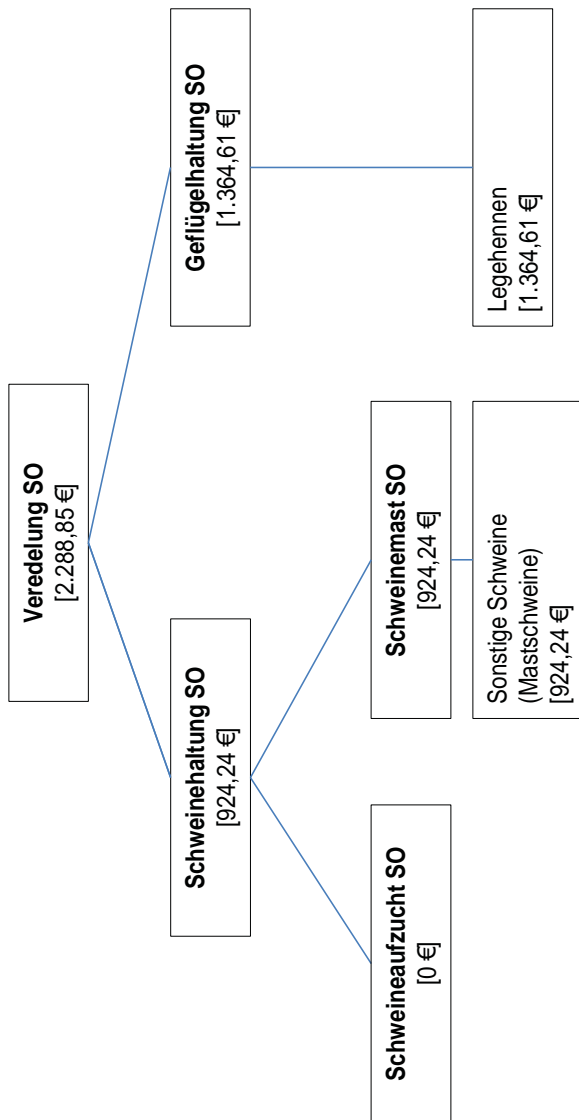 Veredelung SO
[2.288,85 €]
Schweinehaltung SO
[924,24 €]
Geflügelhaltung SO
[1.364,61 €]
Schweineaufzucht SO
[0 €]
Schweinemast SO
[924,24 €]
Sonstige Schweine
(Mastschweine)
[924,24 €]
Legehennen
[1.364,61 €]